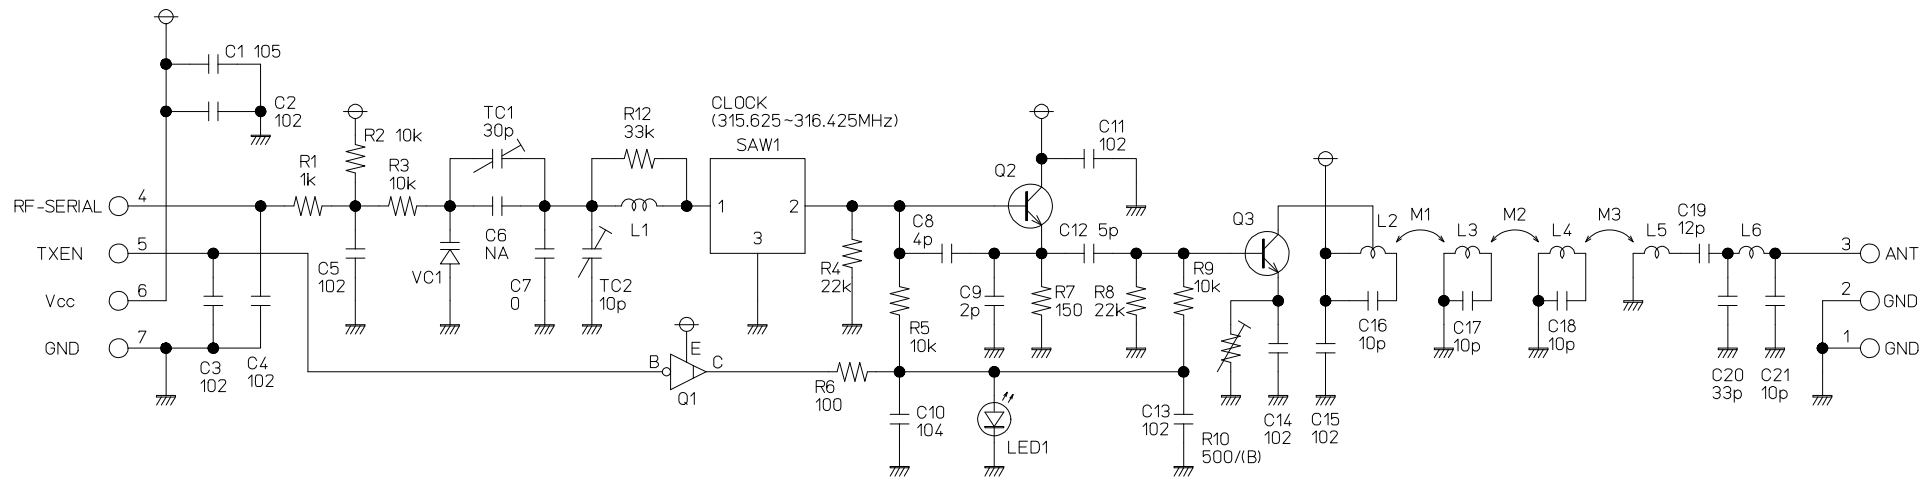 C1 105
C2
102
RF-SERIAL
4
TXEN
5
Vcc
6
GND
7
C3
102
C4
102
R1
1k
R2 10k
R3
10k
C5
102
VC1
TC1
30p
C6
NA
C7
0
R12
33k
L1
TC2
10p
CLOCK
(315.625~316.425MHz)
SAW1
1
2
3
B
E
C
Q1
R4
22k
R6
100
R5
10k
C8
4p
C9
2p
Q2
C11
102
C12 5p
R7
150
R8
22k
R9
10k
C10
104
LED1
C13
102
R10
500/(B)
Q3
C14
102
C15
102
L2
C16
10p
M1
L3
C17
10p
M2
L4
C18
10p
M3
L5
C19
12p
L6
C20
33p
C21
10p
3
ANT
2
GND
1
GND